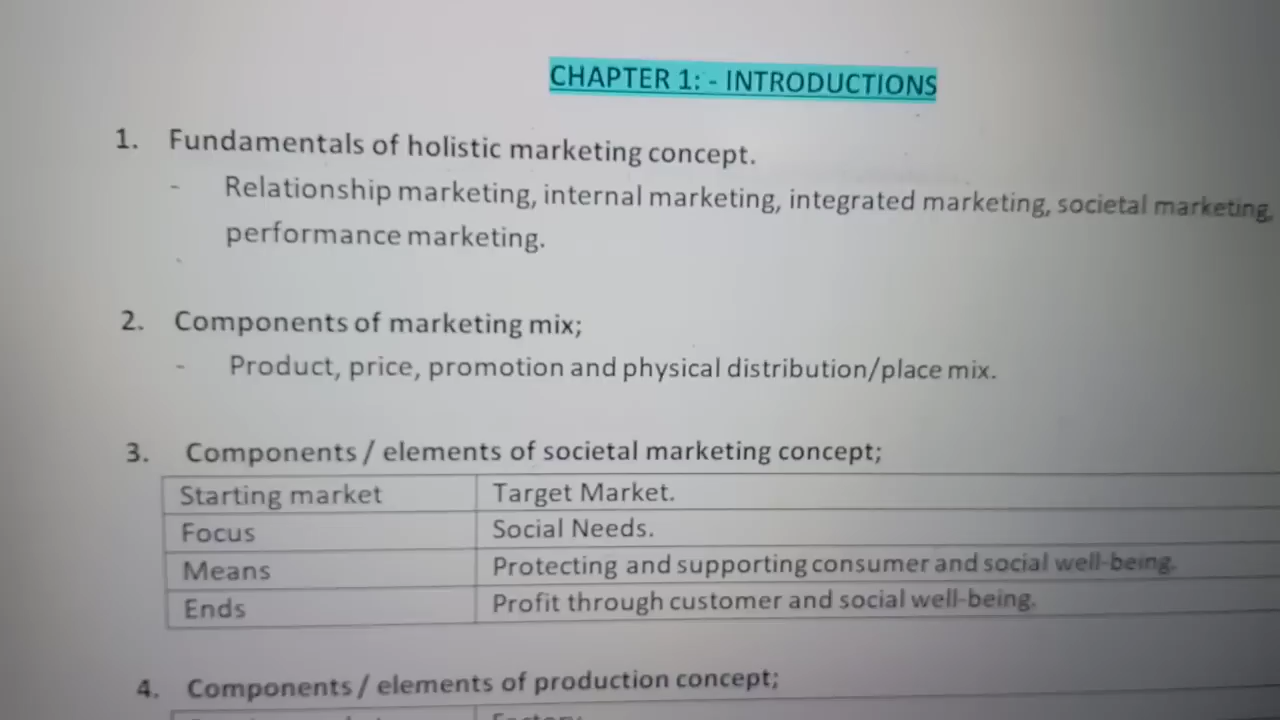 CHAPTER 1: - INTRODUCTIONS
1. Fundamentals of holistic marketing concept.
- Relationship marketing, internal marketing, integrated marketing, societal marketing,
performance marketing.
2. Components of marketing mix;
- Product, price, promotion and physical distribution/place mix.
3. Components / elements of societal marketing concept;
Starting market Target Market.
Focus Social Needs.
Means Protecting and supporting consumer and social well-being.
Ends Profit through customer and social well-being.
4. Components / elements of production concept;